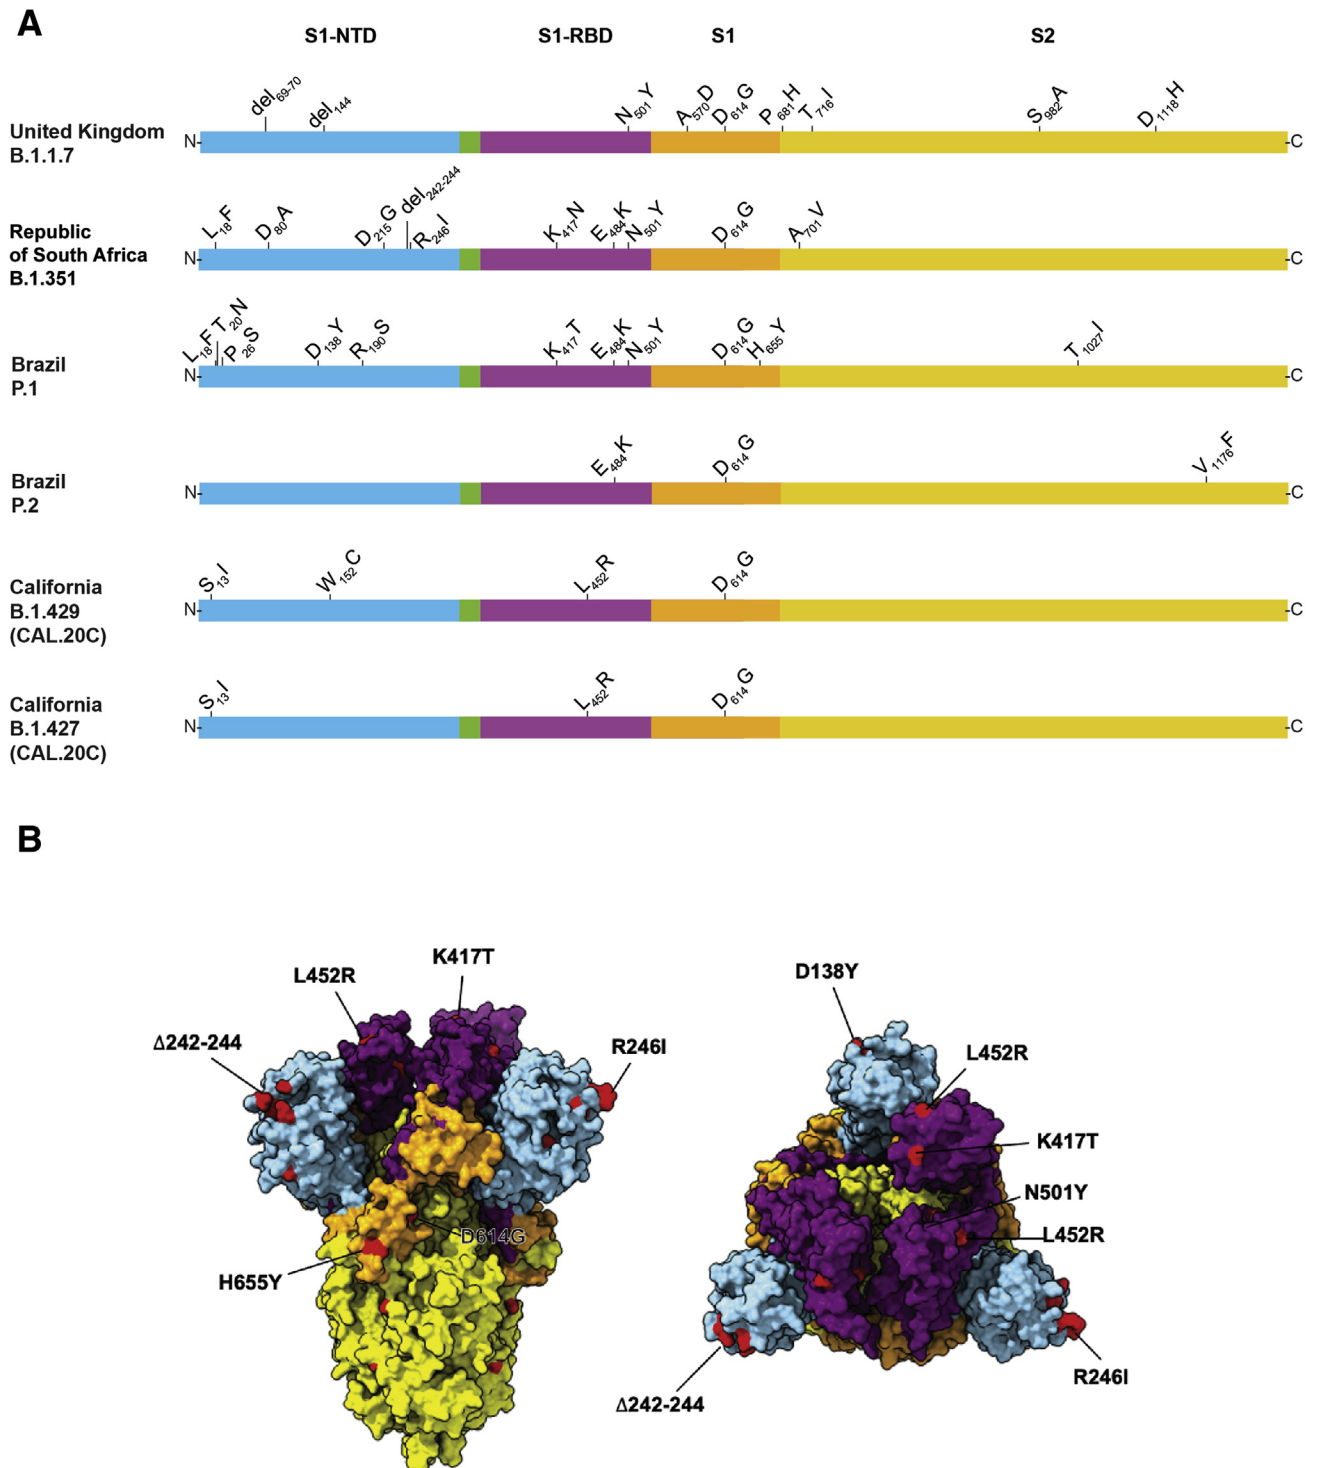 A
S1-NTD S1-RBD S1 S2
del69-70 del144 N501Y A570D D614G P681H T716I S982A D1118H
United Kingdom
B.1.1.7
N- -C
L18F D80A D215G del242-244 R246I K417N E484K N501Y D614G A701V
Republic
of South Africa
B.1.351
N- -C
L18F T20N P26S D138Y R190S K417T E484K N501Y D614G H655Y T1027I
Brazil
P.1
N- -C
E484K D614G V1176F
Brazil
P.2
N- -C
S13I W152C L452R D614G
California
B.1.429
(CAL.20C)
N- -C
S13I L452R D614G
California
B.1.427
(CAL.20C)
N- -C
B
K417T
L452R
Δ242-244
R246I
D614G
H655Y
D138Y
L452R
K417T
N501Y
L452R
R246I
Δ242-244